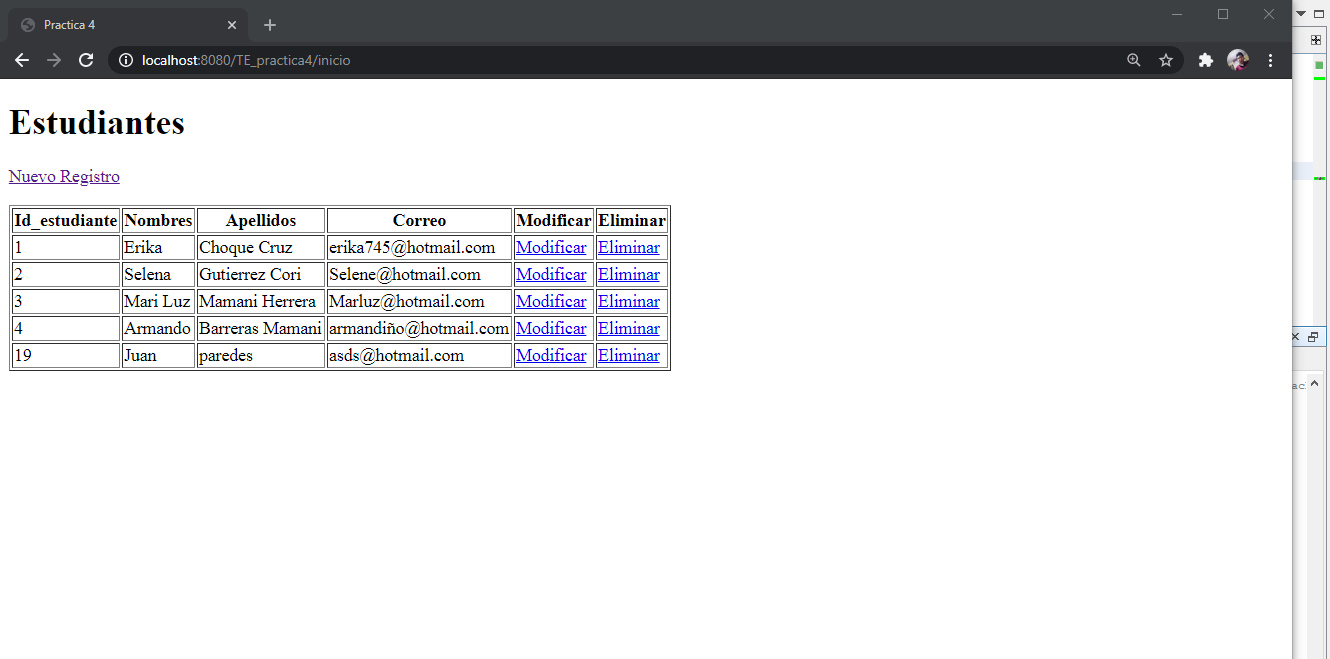 Practica 4
localhost:8080/TE_practica4/inicio
Estudiantes
Nuevo Registro
Id_estudiante Nombres Apellidos Correo Modificar Eliminar
1 Erika Choque Cruz erika745@hotmail.com Modificar Eliminar
2 Selena Gutierrez Cori Selene@hotmail.com Modificar Eliminar
3 Mari Luz Mamani Herrera Marluz@hotmail.com Modificar Eliminar
4 Armando Barreras Mamani armandiño@hotmail.com Modificar Eliminar
19 Juan paredes asds@hotmail.com Modificar Eliminar
ac